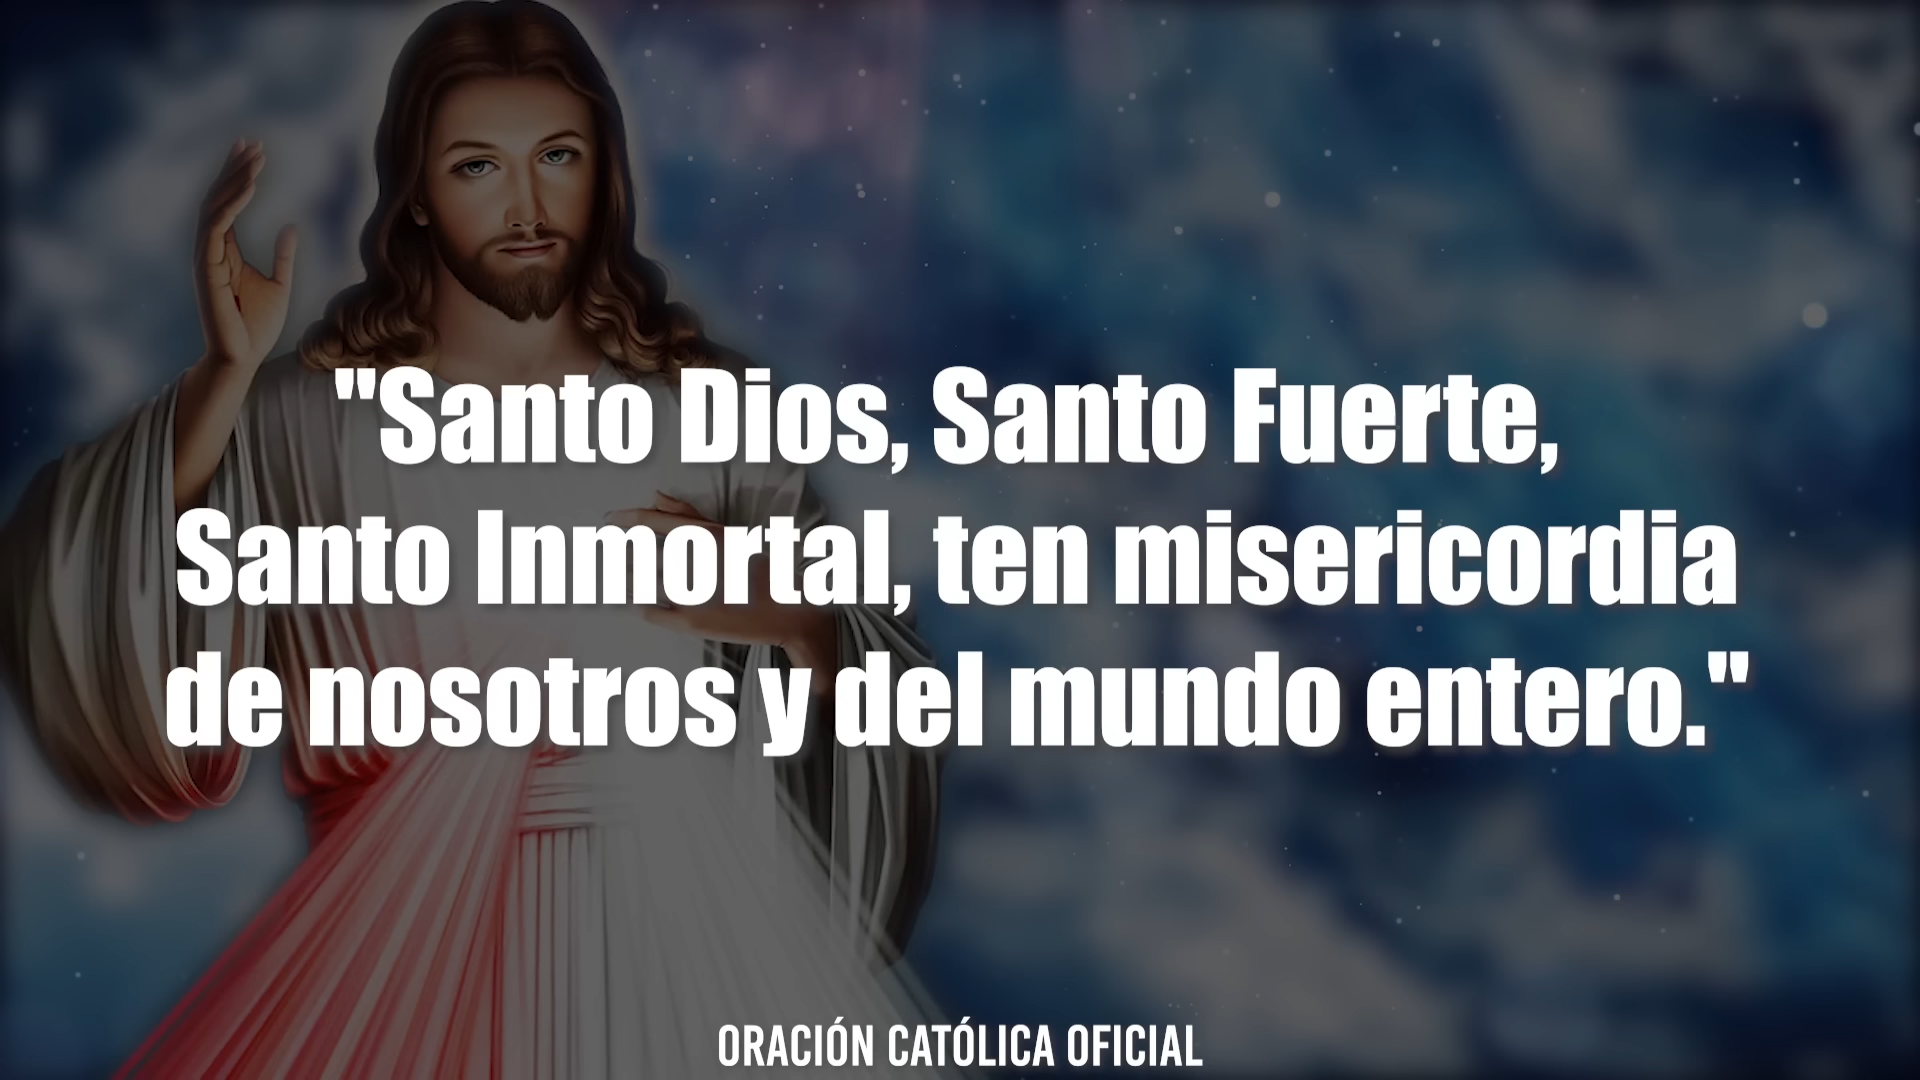 "Santo Dios, Santo Fuerte,
Santo Inmortal, ten misericordia
de nosotros y del mundo entero."
ORACIÓN CATÓLICA OFICIAL